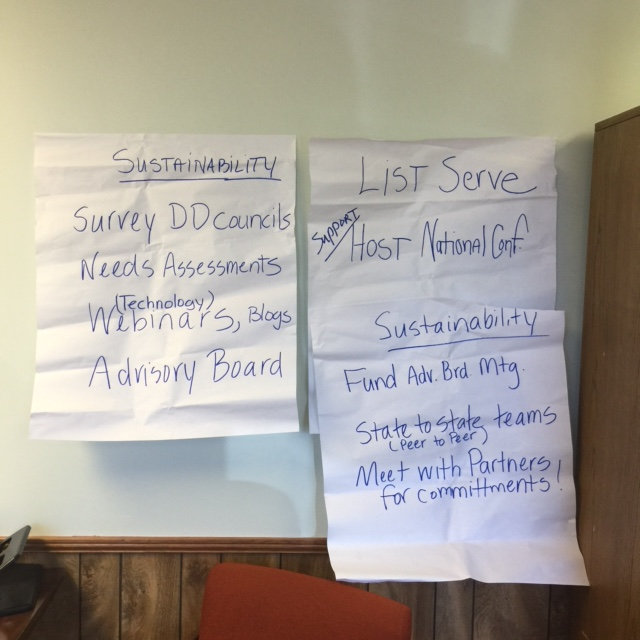 SUSTAINABILITY
Survey DD councils
Needs Assessments
(Technology)
Webinars, Blogs
Advisory Board
LIST Serve
SUPPORT/
HOST National Conf.
Sustainability
Fund Adv. Brd Mtg.
State to state teams
(Peer to Peer)
Meet with Partners
for committments!